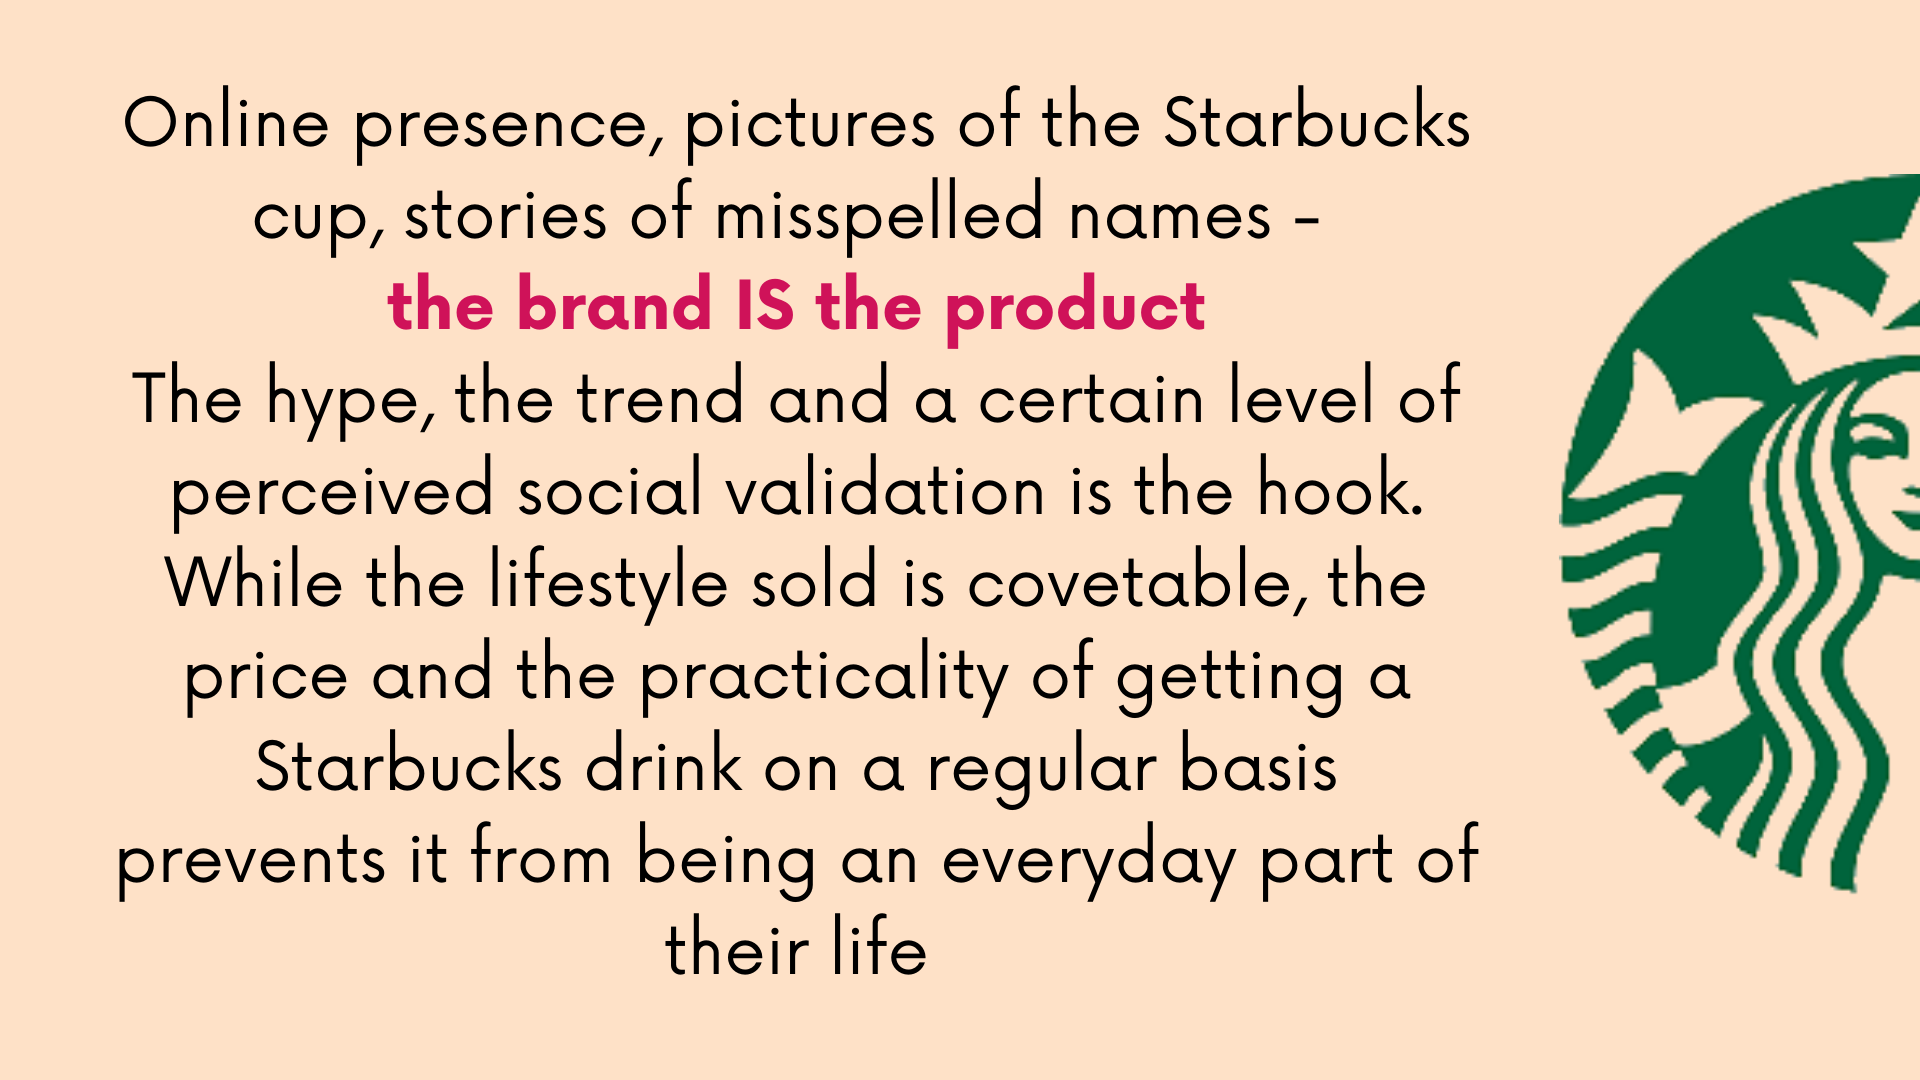 Online presence, pictures of the Starbucks
cup, stories of misspelled names -
the brand IS the product
The hype, the trend and a certain level of
perceived social validation is the hook.
While the lifestyle sold is covetable, the
price and the practicality of getting a
Starbucks drink on a regular basis
prevents it from being an everyday part of
their life